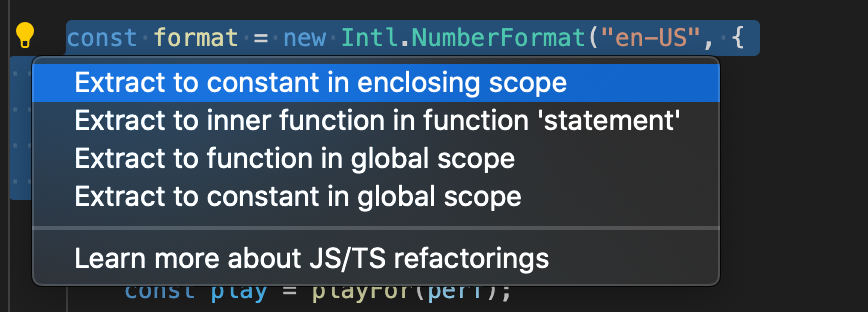 const format = new Intl.NumberFormat("en-US", {
Extract to constant in enclosing scope
Extract to inner function in function 'statement'
Extract to function in global scope
Extract to constant in global scope
Learn more about JS/TS refactorings
const play = playFor(perf);